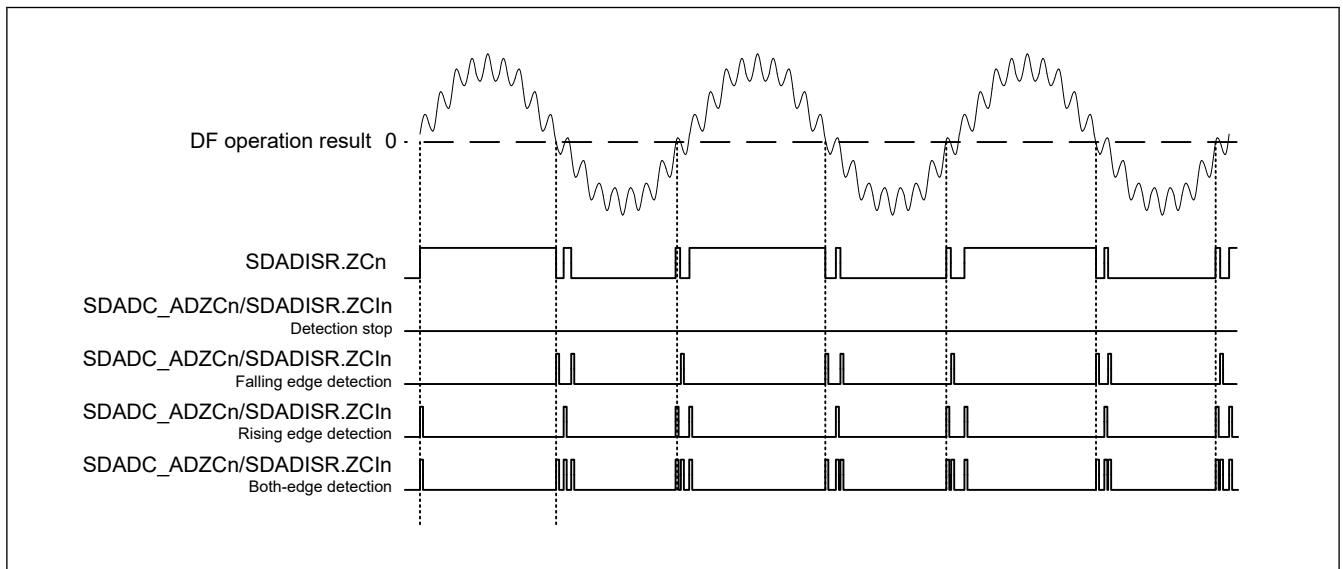 DF operation result 0
SDADISR.ZCn
SDADC_ADZCn/SDADISR.ZCIn
Detection stop
SDADC_ADZCn/SDADISR.ZCIn
Falling edge detection
SDADC_ADZCn/SDADISR.ZCIn
Rising edge detection
SDADC_ADZCn/SDADISR.ZCIn
Both-edge detection